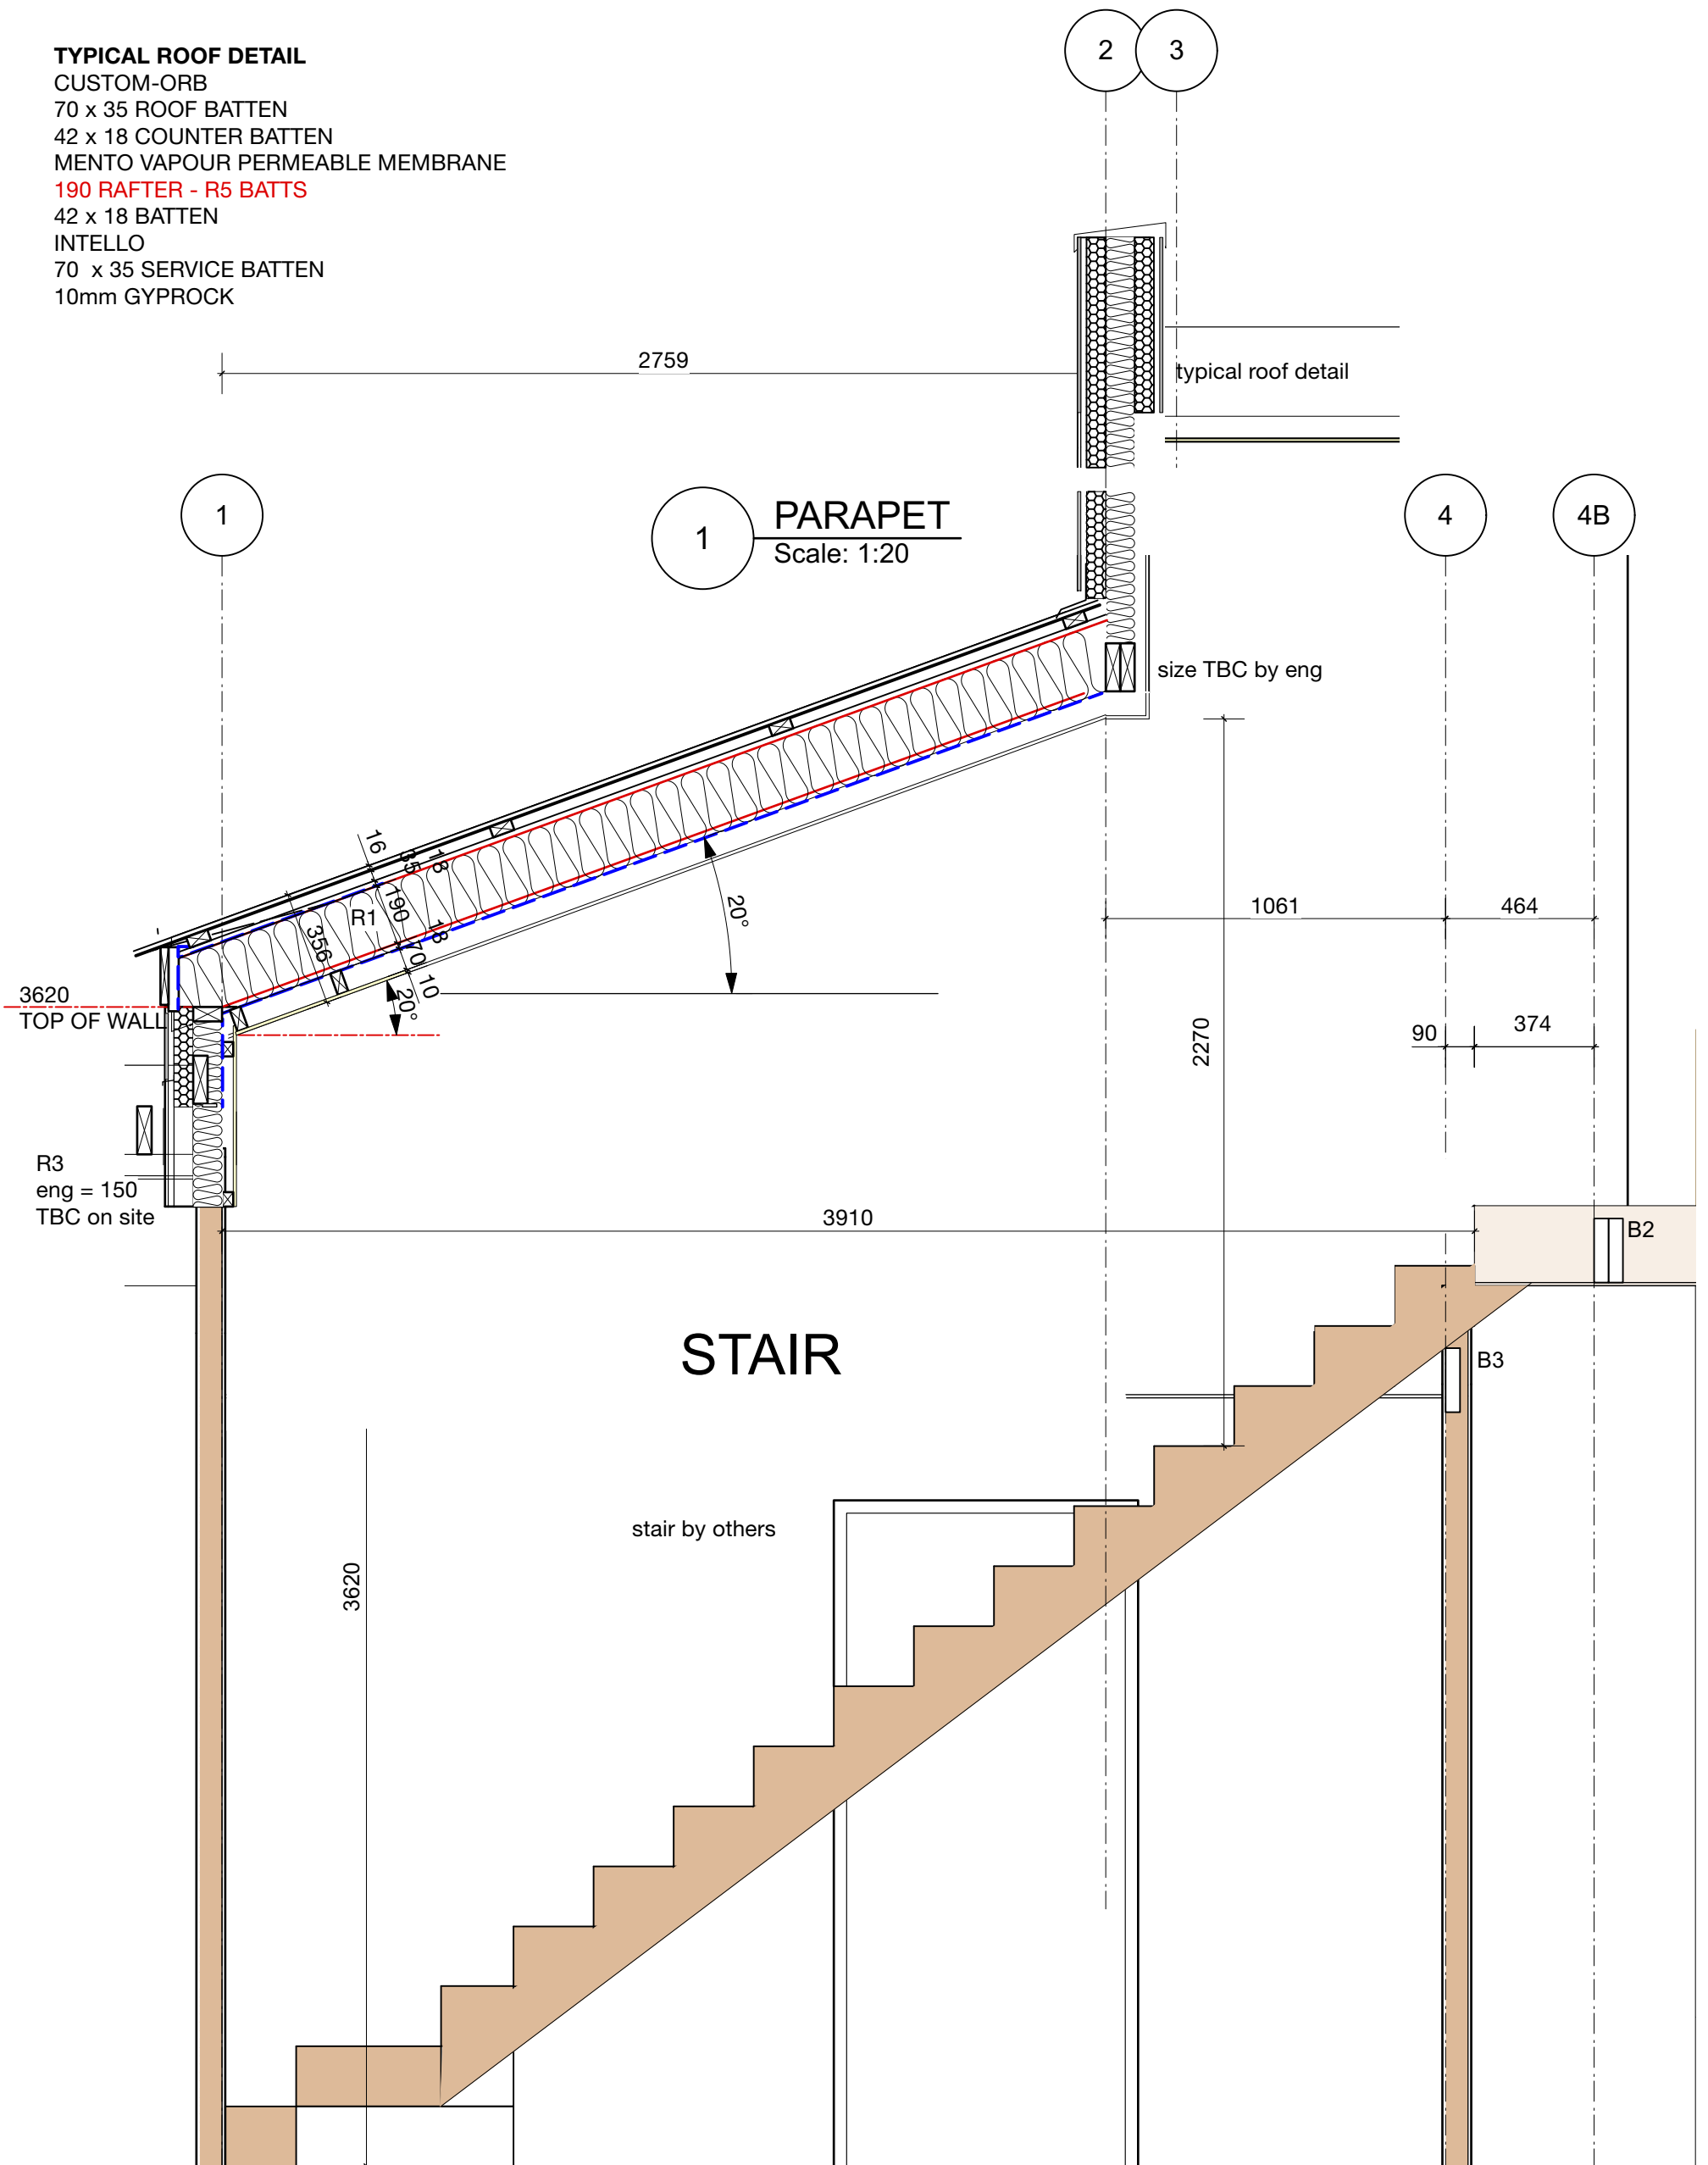 TYPICAL ROOF DETAIL
CUSTOM-ORB
70 x 35 ROOF BATTEN
42 x 18 COUNTER BATTEN
MENTO VAPOUR PERMEABLE MEMBRANE
190 RAFTER - R5 BATTS
42 x 18 BATTEN
INTELLO
70 x 35 SERVICE BATTEN
10mm GYPROCK
2
3
2759
typical roof detail
1
1
PARAPET
Scale: 1:20
4
4B
size TBC by eng
16
35
18
190
R1
356
18
70
10
20°
20°
1061
464
3620
TOP OF WALL
90
374
2270
R3
eng = 150
TBC on site
3910
B2
STAIR
B3
stair by others
3620